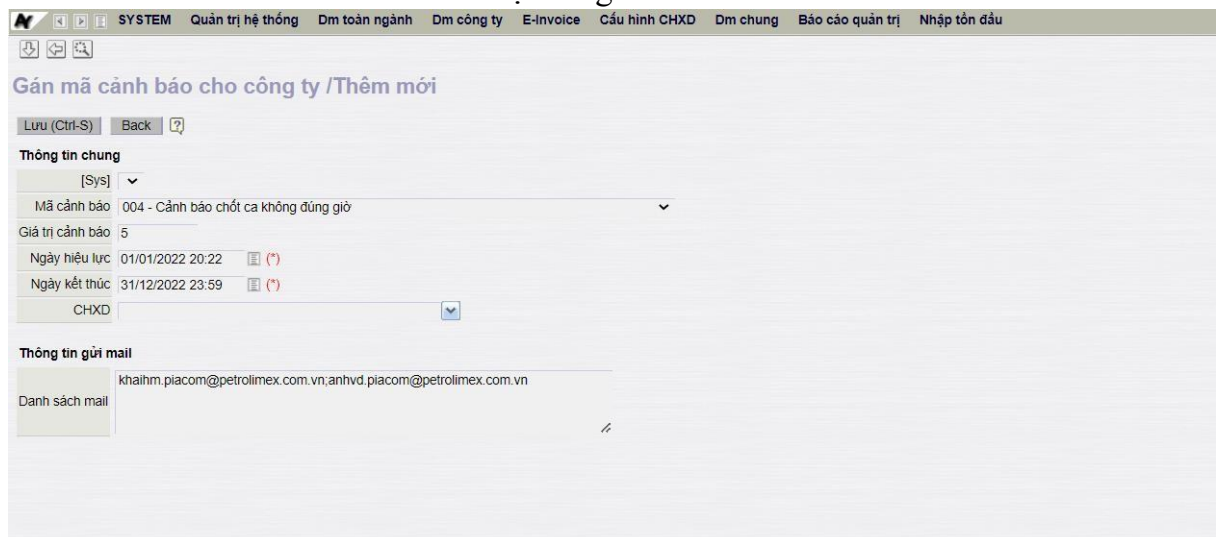 SYSTEM Quản trị hệ thống Dm toàn ngành Dm công ty E-Invoice Cấu hình CHXD Dm chung Báo cáo quản trị Nhập tồn đầu
Gán mã cảnh báo cho công ty /Thêm mới
Lưu (Ctrl-S) Back ?
Thông tin chung
[Sys]
Mã cảnh báo 004 - Cảnh báo chốt ca không đúng giờ
Giá trị cảnh báo 5
Ngày hiệu lực 01/01/2022 20:22 (*)
Ngày kết thúc 31/12/2022 23:59 (*)
CHXD
Thông tin gửi mail
khaihm.piacom@petrolimex.com.vn;anhvd.piacom@petrolimex.com.vn
Danh sách mail